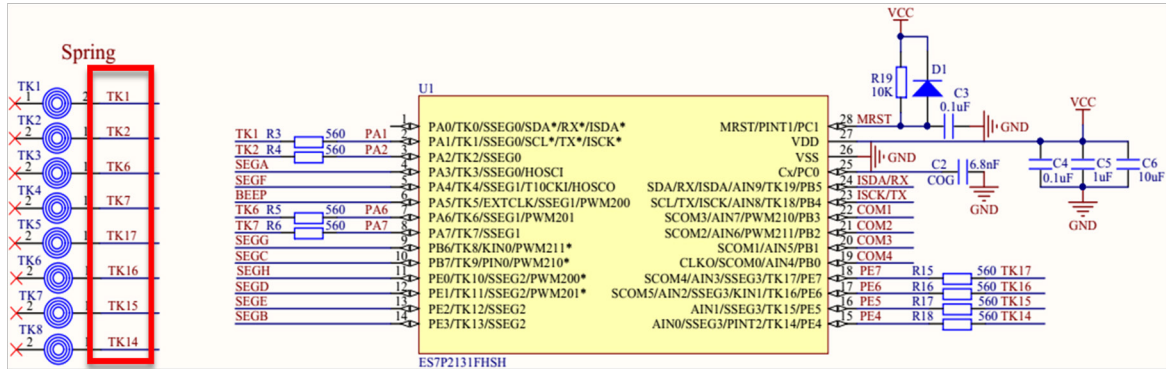 Spring
TK1
1
2
TK1
TK2
2
1
TK2
TK3
2
1
TK6
TK4
2
1
TK7
TK5
2
1
TK17
TK6
2
1
TK16
TK7
2
1
TK15
TK8
2
1
TK14
U1
1 PA0/TK0/SSEG0/SDA*/RX*/ISDA*
TK1 R3 560 PA1 2 PA1/TK1/SSEG0/SCL*/TX*/ISCK*
TK2 R4 560 PA2 3 PA2/TK2/SSEG0
SEGA 4 PA3/TK3/SSEG0/HOSCI
SEGF 5 PA4/TK4/SSEG1/T10CKI/HOSCO
BEEP 6 PA5/TK5/EXTCLK/SSEG1/PWM200
TK6 R5 560 PA6 7 PA6/TK6/SSEG1/PWM201
TK7 R6 560 PA7 8 PA7/TK7/SSEG1
SEGG 9 PB6/TK8/KIN0/PWM211*
SEGC 10 PB7/TK9/PIN0/PWM210*
SEGH 11 PE0/TK10/SSEG2/PWM200*
SEGD 12 PE1/TK11/SSEG2/PWM201*
SEGE 13 PE2/TK12/SSEG2
SEGB 14 PE3/TK13/SSEG2
MRST/PINT1/PC1 28 MRST
VDD 27
VSS 26 GND
Cx/PC0 25
SDA/RX/ISDA/AIN9/TK19/PB5 24 ISDA/RX
SCL/TX/ISCK/AIN8/TK18/PB4 23 ISCK/TX
SCOM3/AIN7/PWM210/PB3 22 COM1
SCOM2/AIN6/PWM211/PB2 21 COM2
SCOM1/AIN5/PB1 20 COM3
CLKO/SCOM0/AIN4/PB0 19 COM4
SCOM4/AIN3/SSEG3/TK17/PE7 18 PE7 R15 560 TK17
SCOM5/AIN2/SSEG3/KIN1/TK16/PE6 17 PE6 R16 560 TK16
AIN1/SSEG3/TK15/PE5 16 PE5 R17 560 TK15
AIN0/SSEG3/PINT2/TK14/PE4 15 PE4 R18 560 TK14
ES7P2131FHSH
VCC
R19
10K
D1
C3
0.1uF
GND
C2
6.8nF
COG
GND
VCC
C4
0.1uF
C5
1uF
C6
10uF
GND